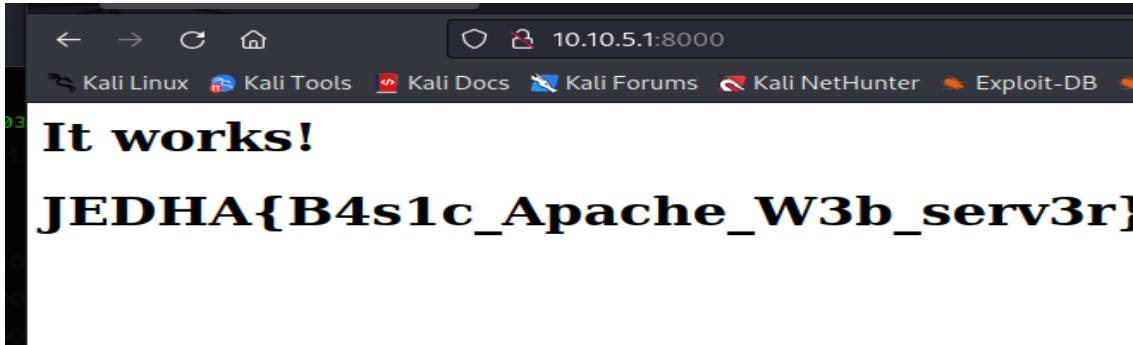 10.10.5.1:8000
Kali Linux Kali Tools Kali Docs Kali Forums Kali NetHunter Exploit-DB
03
It works!
JEDHA{B4s1c_Apache_W3b_serv3r}